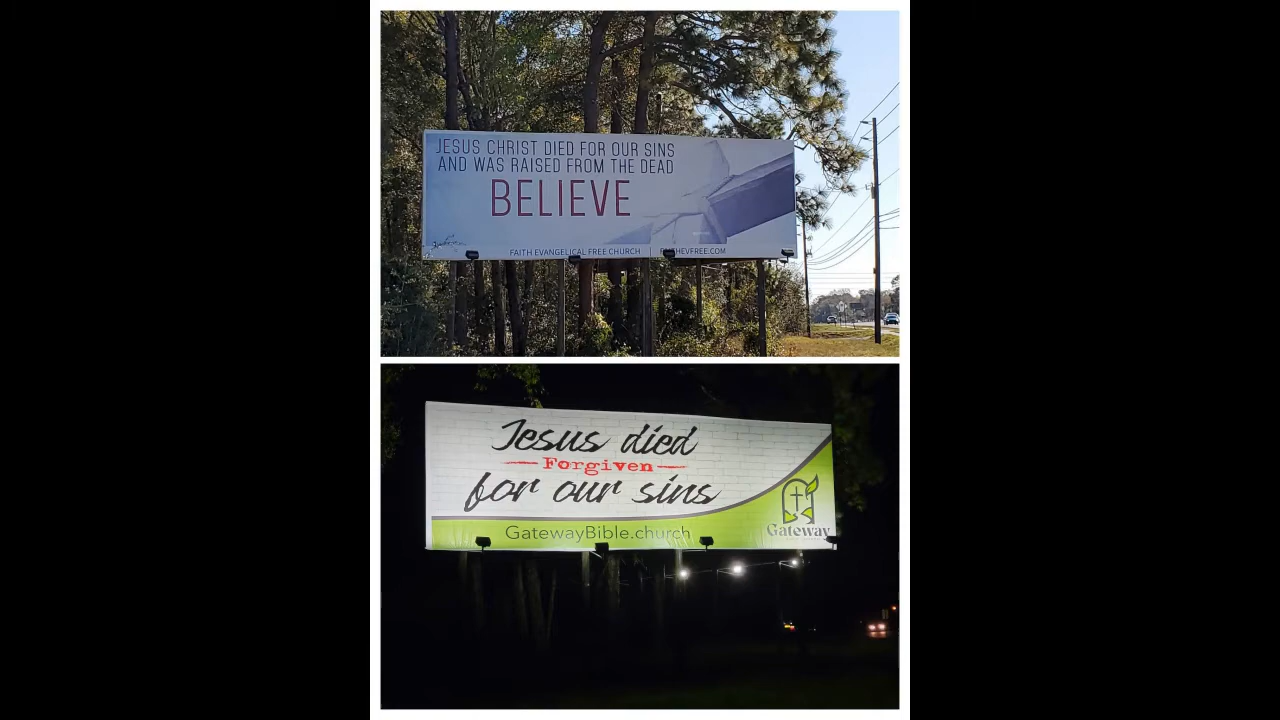 JESUS CHRIST DIED FOR OUR SINS
AND WAS RAISED FROM THE DEAD
BELIEVE
FAITH EVANGELICAL FREE CHURCH |
Jesus died
Forgiven
for our sins
GatewayBible.church
Gateway